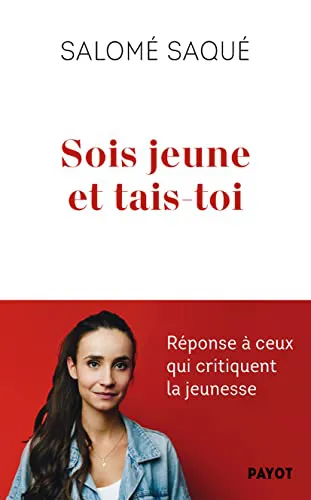 SALOMÉ SAQUÉ
Sois jeune
et tais-toi
Réponse à ceux
qui critiquent
la jeunesse
PAYOT